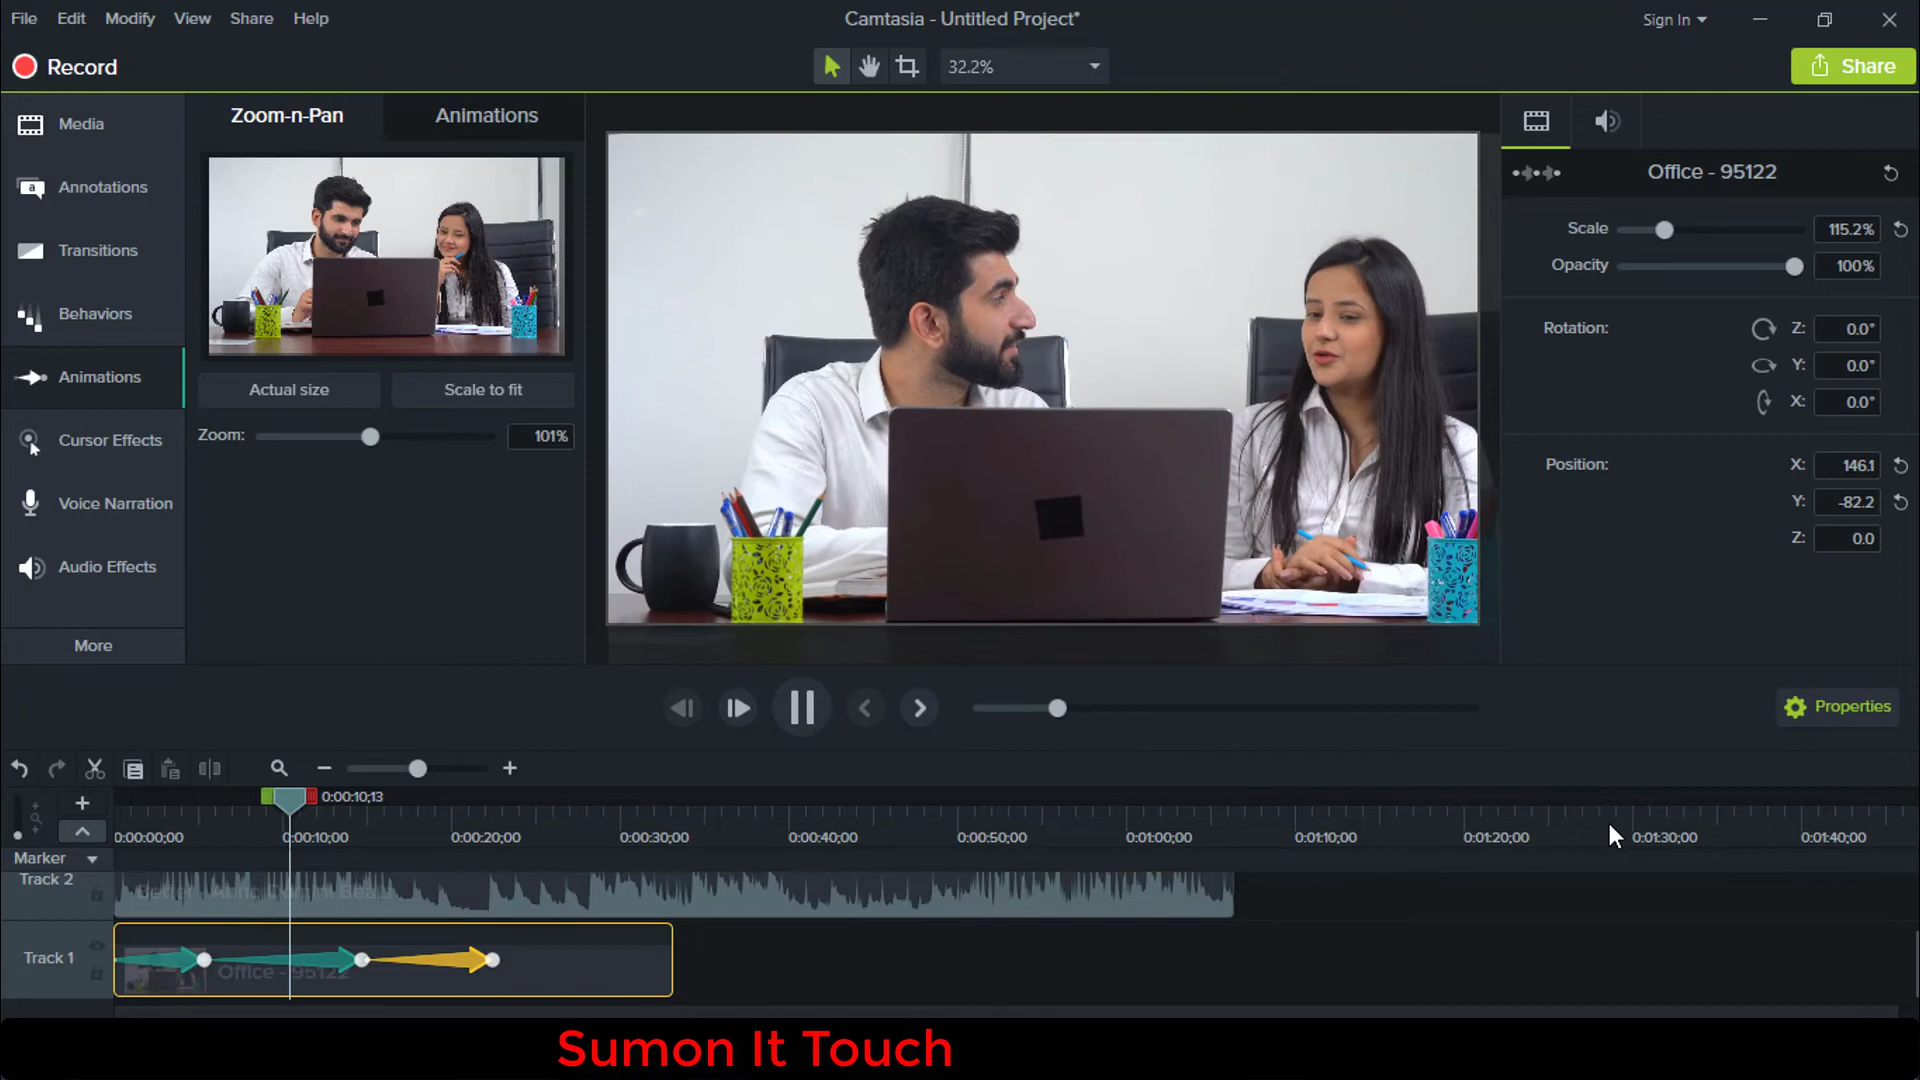 File Edit Modify View Share Help
Camtasia - Untitled Project*
Sign In
Record
32.2%
Share
Media
Annotations
Transitions
Behaviors
Animations
Cursor Effects
Voice Narration
Audio Effects
More
Zoom-n-Pan Animations
Actual size Scale to fit
Zoom: 101%
Office - 95122
Scale 115.2%
Opacity 100%
Rotation: Z: 0.0°
Y: 0.0°
X: 0.0°
Position: X: 146.1
Y: -82.2
Z: 0.0
Properties
0:00:10;13
0:00:00;00 0:00:10;00 0:00:20;00 0:00:30;00 0:00:40;00 0:00:50;00 0:01:00;00 0:01:10;00 0:01:20;00 0:01:30;00 0:01:40;00
Marker
Track 2
Track 1
Office - 95122
Sumon It Touch